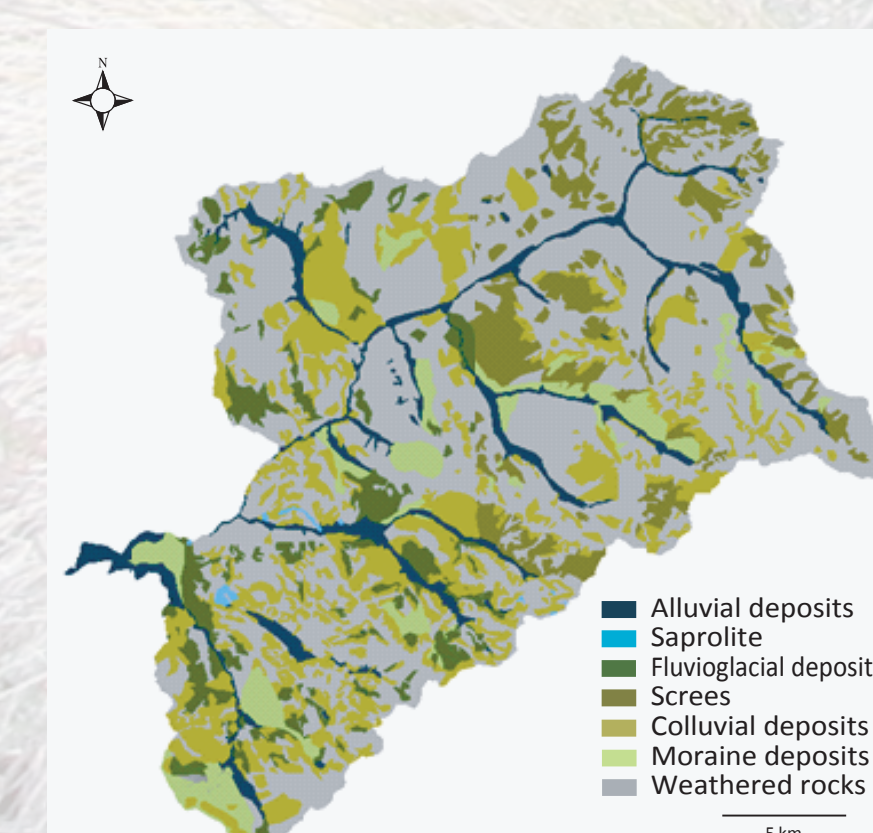 N
Alluvial deposits
Saprolite
Fluvioglacial deposit
Screes
Colluvial deposits
Moraine deposits
Weathered rocks
5 km